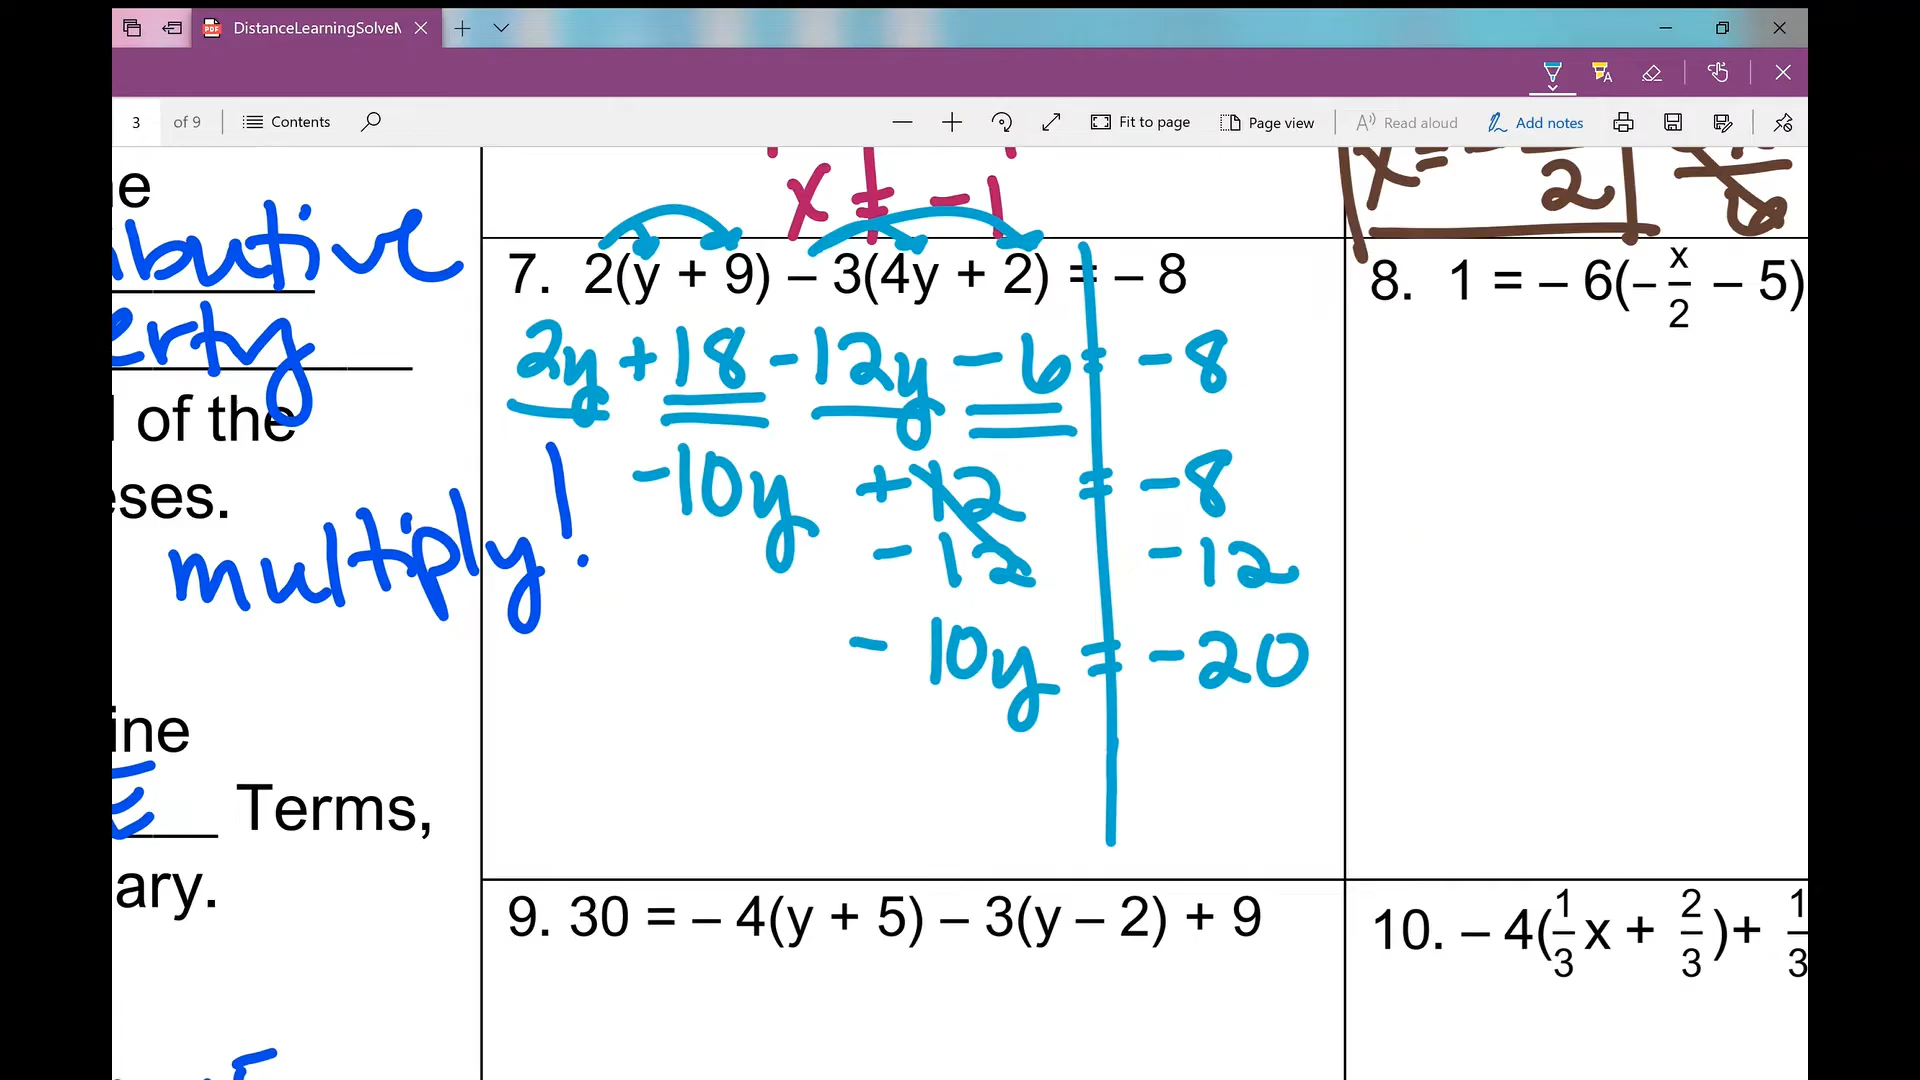 DistanceLearningSolveM
3 of 9 Contents Fit to page Page view Read aloud Add notes
e
ibutive
erty
l of the
eses.
multiply!
ine
Terms,
ary.
x = -1
x = - 2
7. 2(y + 9) – 3(4y + 2) = – 8
2y + 18 - 12y - 6 = - 8
-10y + 12 = - 8
- 12 - 12
- 10y = - 20
8. 1 = – 6(– x/2 – 5)
9. 30 = – 4(y + 5) – 3(y – 2) + 9
10. – 4(1/3 x + 2/3) + 1/3